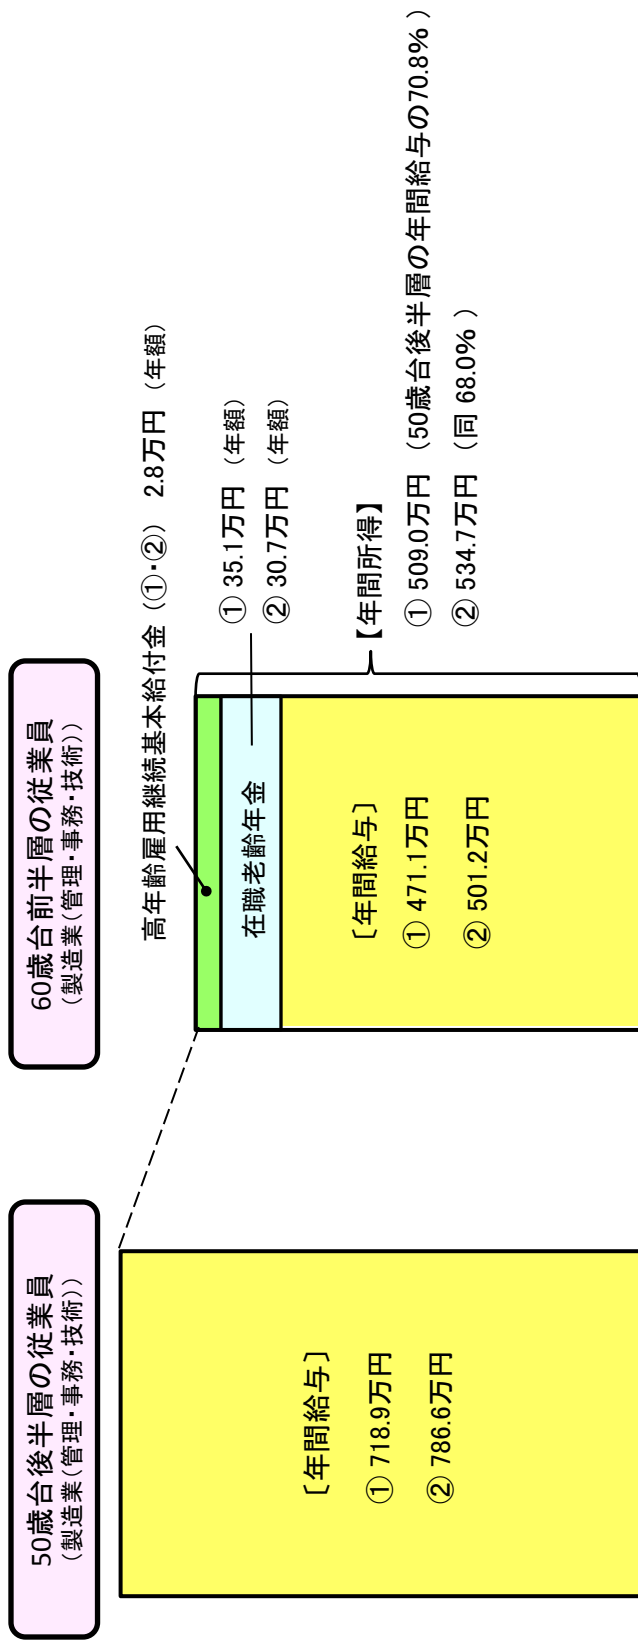 50歳台後半層の従業員
（製造業（管理・事務・技術））
〔年間給与〕
① 718.9万円
② 786.6万円
60歳台前半層の従業員
（製造業（管理・事務・技術））
高年齢雇用継続基本給付金（①・②） 2.8万円（年額）
在職老齢年金
① 35.1万円（年額）
② 30.7万円（年額）
〔年間給与〕
① 471.1万円
② 501.2万円
【年間所得】
① 509.0万円（50歳台後半層の年間給与の70.8%）
② 534.7万円（同 68.0%）